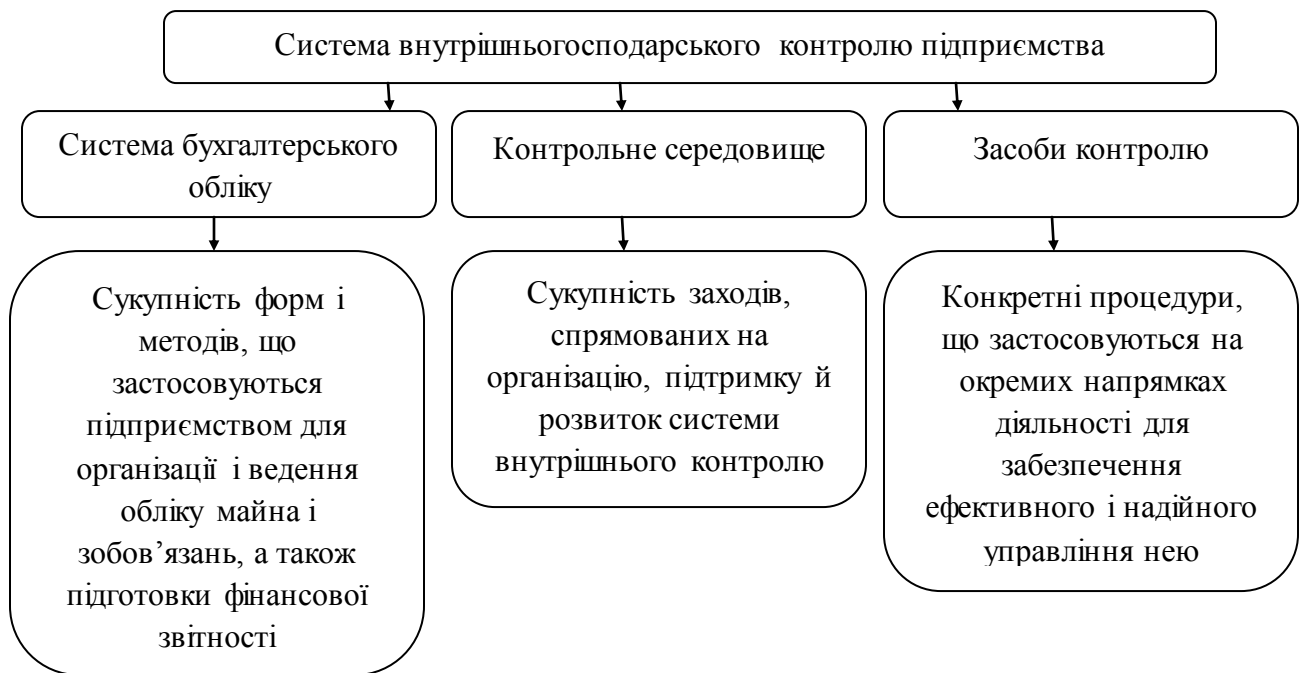 Система внутрішньогосподарського контролю підприємства
Система бухгалтерського
обліку
Контрольне середовище
Засоби контролю
Сукупність форм і
методів, що
застосовуються
підприємством для
організації і ведення
обліку майна і
зобов’язань, а також
підготовки фінансової
звітності
Сукупність заходів,
спрямованих на
організацію, підтримку й
розвиток системи
внутрішнього контролю
Конкретні процедури,
що застосовуються на
окремих напрямках
діяльності для
забезпечення
ефективного і надійного
управління нею